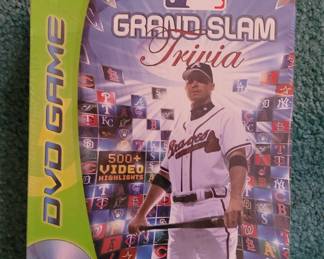 GRAND SLAM
Trivia
DVD GAME
500+
VIDEO
HIGHLIGHTS
Braves